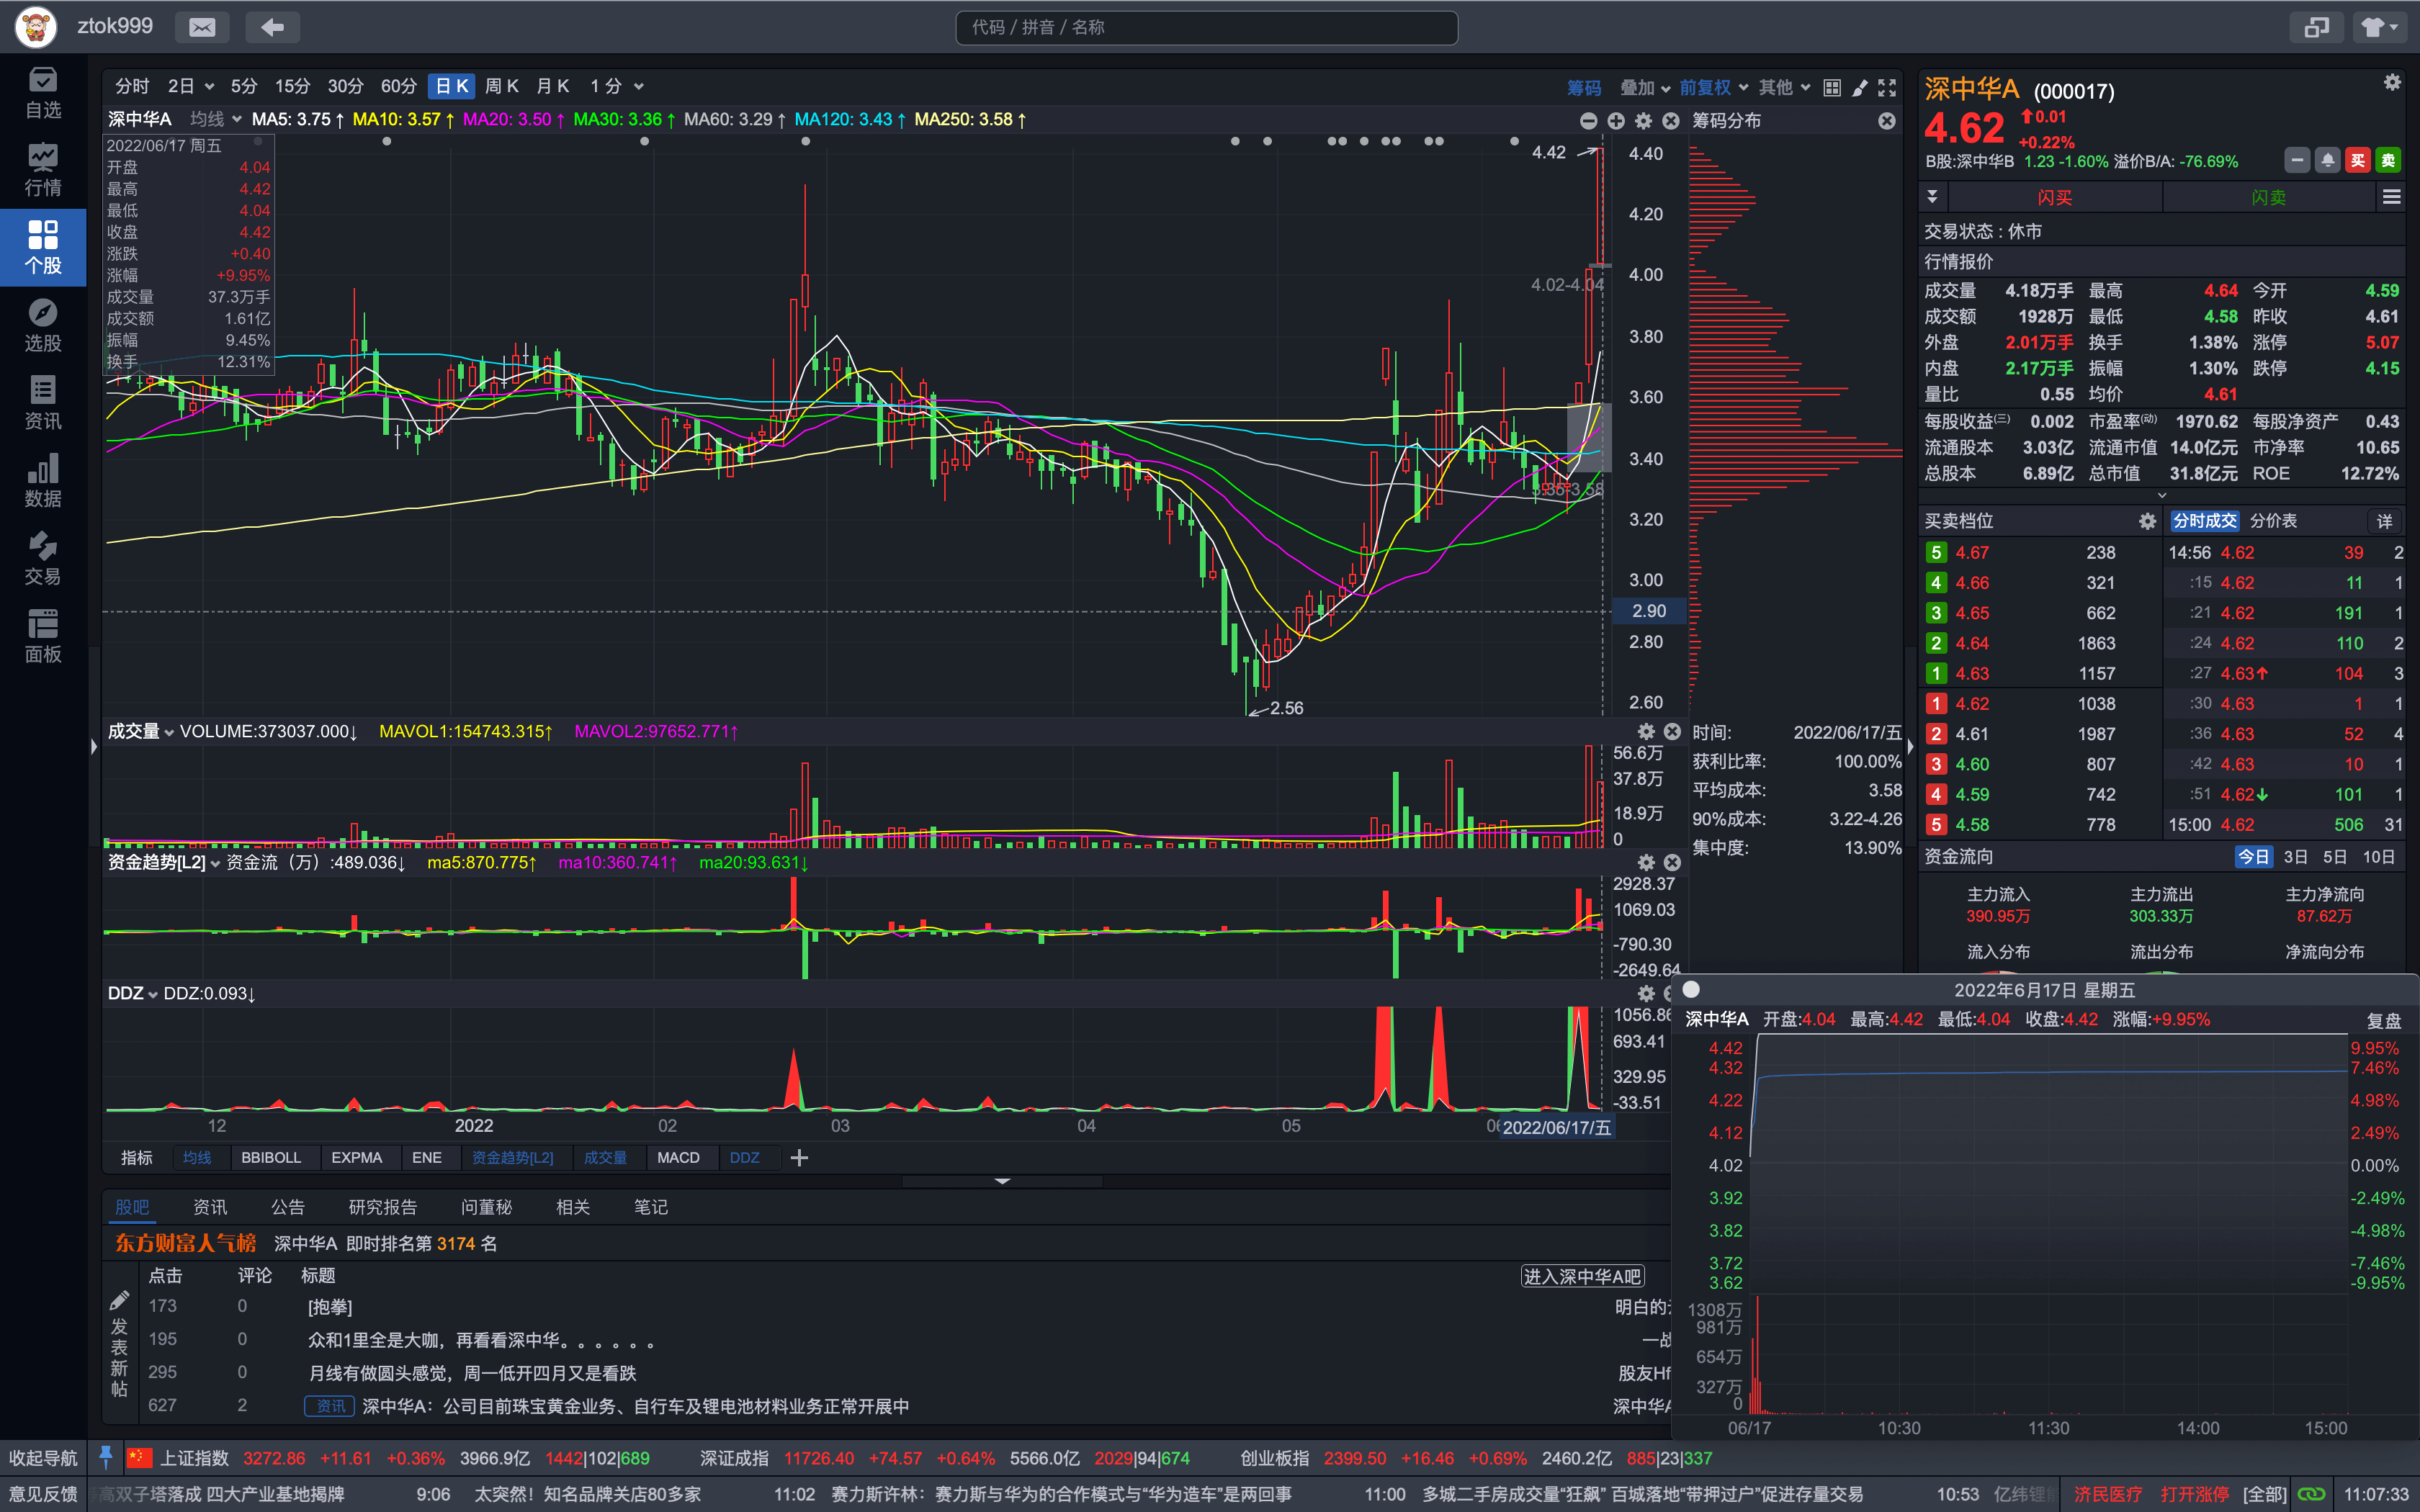 ztok999
代码 / 拼音 / 名称
自选
行情
个股
选股
资讯
数据
交易
面板
分时 2日 5分 15分 30分 60分 日K 周K 月K 1分
筹码 叠加 前复权 其他
深中华A 均线 MA5: 3.75↑ MA10: 3.57↑ MA20: 3.50↑ MA30: 3.36↑ MA60: 3.29↑ MA120: 3.43↑ MA250: 3.58↑
筹码分布
2022/06/17 周五
开盘 4.04
最高 4.42
最低 4.04
收盘 4.42
涨跌 +0.40
涨幅 +9.95%
成交量 37.3万手
成交额 1.61亿
振幅 9.45%
换手 12.31%
4.42
4.02-4.04
3.35-3.58
2.56
4.40
4.20
4.00
3.80
3.60
3.40
3.20
3.00
2.90
2.80
2.60
成交量 VOLUME:373037.000↓ MAVOL1:154743.315↑ MAVOL2:97652.771↑
56.6万
37.8万
18.9万
0
资金趋势[L2] 资金流（万）:489.036↓ ma5:870.775↑ ma10:360.741↑ ma20:93.631↓
2928.37
1069.03
-790.30
-2649.64
DDZ DDZ:0.093↓
1056.86
693.41
329.95
-33.51
12 2022 02 03 04 05 2022/06/17/五
指标 均线 BBIBOLL EXPMA ENE 资金趋势[L2] 成交量 MACD DDZ
时间: 2022/06/17/五
获利比率: 100.00%
平均成本: 3.58
90%成本: 3.22-4.26
集中度: 13.90%
股吧 资讯 公告 研究报告 问董秘 相关 笔记
东方财富人气榜 深中华A 即时排名第 3174 名
点击 评论 标题
进入深中华A吧
发表新帖
173 0 [抱拳] 明白的
195 0 众和1里全是大咖，再看看深中华。。。。。。 一战
295 0 月线有做圆头感觉，周一低开四月又是看跌 股友Hf
627 2 资讯 深中华A：公司目前珠宝黄金业务、自行车及锂电池材料业务正常开展中 深中华A
深中华A (000017)
4.62 0.01
+0.22%
B股:深中华B 1.23 -1.60% 溢价B/A: -76.69%
买 卖
闪买 闪卖
交易状态 : 休市
行情报价
成交量 4.18万手 最高 4.64 今开 4.59
成交额 1928万 最低 4.58 昨收 4.61
外盘 2.01万手 换手 1.38% 涨停 5.07
内盘 2.17万手 振幅 1.30% 跌停 4.15
量比 0.55 均价 4.61
每股收益(三) 0.002 市盈率(动) 1970.62 每股净资产 0.43
流通股本 3.03亿 流通市值 14.0亿元 市净率 10.65
总股本 6.89亿 总市值 31.8亿元 ROE 12.72%
买卖档位
5 4.67 238
4 4.66 321
3 4.65 662
2 4.64 1863
1 4.63 1157
1 4.62 1038
2 4.61 1987
3 4.60 807
4 4.59 742
5 4.58 778
分时成交 分价表 详
14:56 4.62 39 2
:15 4.62 11 1
:21 4.62 191 1
:24 4.62 110 2
:27 4.63↑ 104 3
:30 4.63 1 1
:36 4.63 52 4
:42 4.63 10 1
:51 4.62↓ 101 1
15:00 4.62 506 31
资金流向 今日 3日 5日 10日
主力流入 主力流出 主力净流向
390.95万 303.33万 87.62万
流入分布 流出分布 净流向分布
2022年6月17日 星期五
深中华A 开盘:4.04 最高:4.42 最低:4.04 收盘:4.42 涨幅:+9.95% 复盘
4.42 9.95%
4.32 7.46%
4.22 4.98%
4.12 2.49%
4.02 0.00%
3.92 -2.49%
3.82 -4.98%
3.72 -7.46%
3.62 -9.95%
1308万
981万
654万
327万
0
06/17 10:30 11:30 14:00 15:00
收起导航 上证指数 3272.86 +11.61 +0.36% 3966.9亿 1442|102|689 深证成指 11726.40 +74.57 +0.64% 5566.0亿 2029|94|674 创业板指 2399.50 +16.46 +0.69% 2460.2亿 885|23|337
意见反馈 高双子塔落成 四大产业基地揭牌 9:06 太突然！知名品牌关店80多家 11:02 赛力斯许林：赛力斯与华为的合作模式与“华为造车”是两回事 11:00 多城二手房成交量“狂飙” 百城落地“带押过户”促进存量交易 10:53 亿纬锂 济民医疗 打开涨停 [全部] 11:07:33